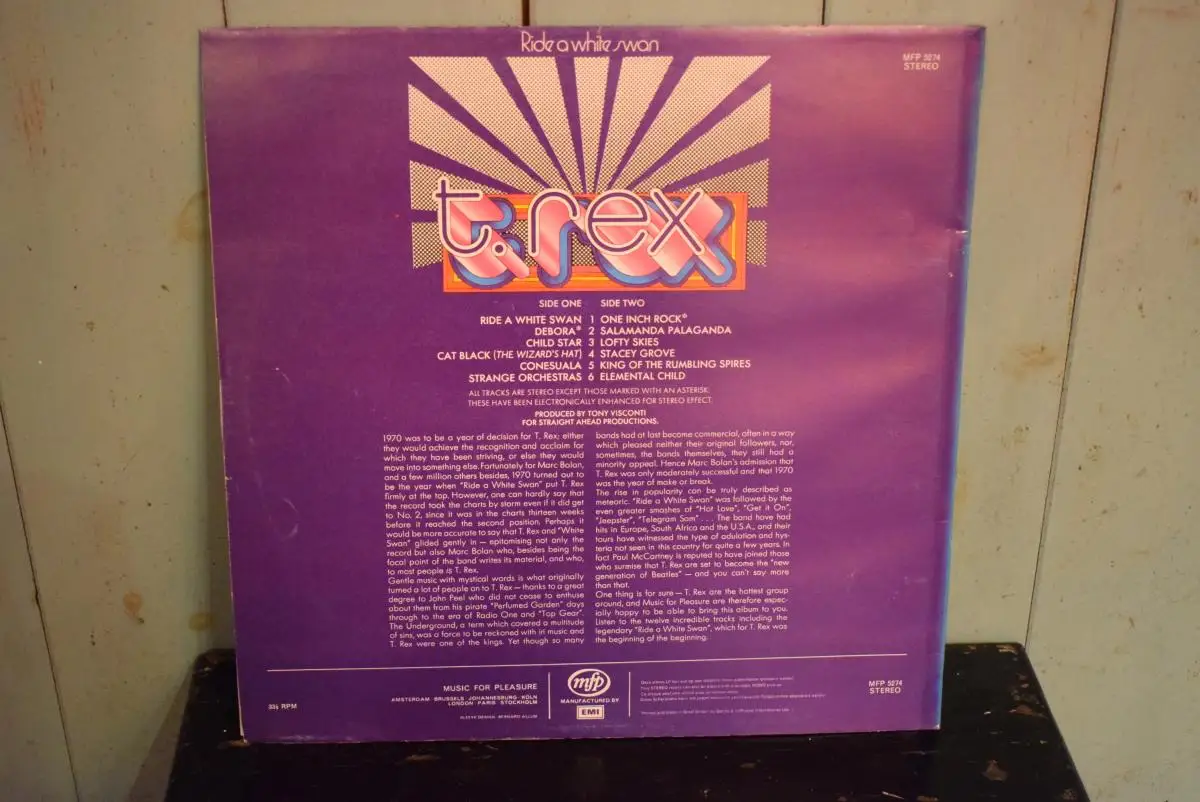 Ride a white swan
MFP 5274
STEREO
t.rex
SIDE ONE SIDE TWO
RIDE A WHITE SWAN 1 ONE INCH ROCK*
DEBORA* 2 SALAMANDA PALAGANDA
CHILD STAR 3 LOFTY SKIES
CAT BLACK (THE WIZARD'S HAT) 4 STACEY GROVE
CONESUALA 5 KING OF THE RUMBLING SPIRES
STRANGE ORCHESTRAS 6 ELEMENTAL CHILD
ALL TRACKS ARE STEREO EXCEPT THOSE MARKED WITH AN ASTERISK.
THESE HAVE BEEN ELECTRONICALLY ENHANCED FOR STEREO EFFECT.
PRODUCED BY TONY VISCONTI
FOR STRAIGHT AHEAD PRODUCTIONS.
1970 was to be a year of decision for T. Rex; either
they would achieve the recognition and acclaim for
which they have been striving, or else they would
move into something else. Fortunately for Marc Bolan,
and a few million others besides, 1970 turned out to
be the year when "Ride a White Swan" put T. Rex
firmly at the top. However, one can hardly say that
the record took the charts by storm even if it did get
to No. 2, since it was in the charts thirteen weeks
before it reached the second position. Perhaps it
would be more accurate to say that T. Rex and "White
Swan" glided gently in — epitomising not only the
record but also Marc Bolan who, besides being the
focal point of the band writes its material, and who,
to most people is T. Rex.
Gentle music with mystical words is what originally
turned a lot of people on to T. Rex — thanks to a great
degree to John Peel who did not cease to enthuse
about them from his pirate "Perfumed Garden" days
through to the era of Radio One and "Top Gear".
The Underground, a term which covered a multitude
of sins, was a force to be reckoned with in music and
T. Rex were one of the kings. Yet though so many
bands had at last become commercial, often in a way
which pleased neither their original followers, nor,
sometimes, the bands themselves, they still had a
minority appeal. Hence Marc Bolan's admission that
T. Rex was only moderately successful and that 1970
was the year of make or break.
The rise in popularity can be truly described as
meteoric. "Ride a White Swan" was followed by the
even greater smashes of "Hot Love", "Get it On",
"Jeepster", "Telegram Sam" . . . The band have had
hits in Europe, South Africa and the U.S.A., and their
tours have witnessed the type of adulation and hys-
teria not seen in this country for quite a few years. In
fact Paul McCartney is reputed to have joined those
who surmise that T. Rex are set to become the "new
generation of Beatles" — and you can't say more
than that.
One thing is for sure — T. Rex are the hottest group
around, and Music for Pleasure are therefore espec-
ially happy to be able to bring this album to you.
Listen to the twelve incredible tracks including the
legendary "Ride a White Swan", which for T. Rex was
the beginning of the beginning.
33⅓ RPM
MUSIC FOR PLEASURE
AMSTERDAM BRUSSELS JOHANNESBURG KÖLN
LONDON PARIS STOCKHOLM
SLEEVE DESIGN: BERNARD ALLUM
mfp
MANUFACTURED BY
EMI
MFP 5274
STEREO